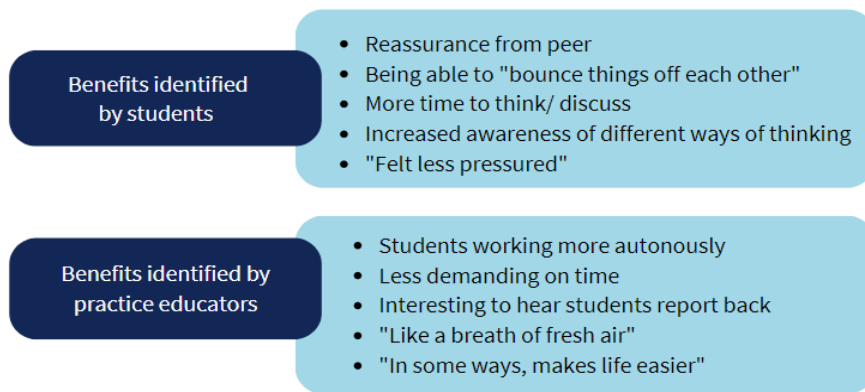 Benefits identified
by students
• Reassurance from peer
• Being able to "bounce things off each other"
• More time to think/ discuss
• Increased awareness of different ways of thinking
• "Felt less pressured"
Benefits identified by
practice educators
• Students working more autonously
• Less demanding on time
• Interesting to hear students report back
• "Like a breath of fresh air"
• "In some ways, makes life easier"